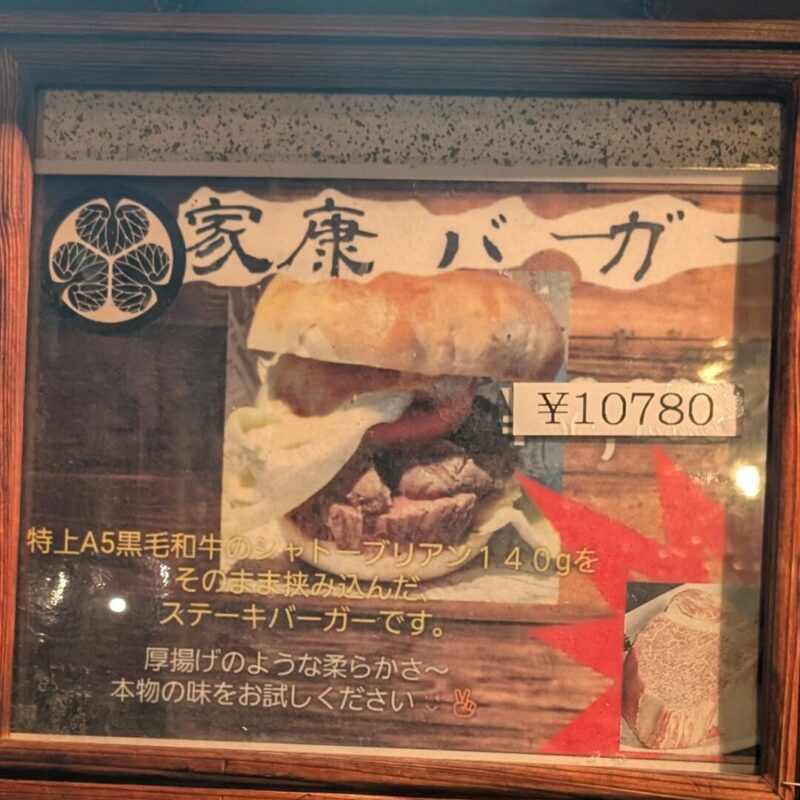 家康 バーガー
¥10780
特上A5黒毛和牛のシャトーブリアン140gを
そのまま挟み込んだ、
ステーキバーガーです。
厚揚げのような柔らかさ〜
本物の味をお試しください♡✌